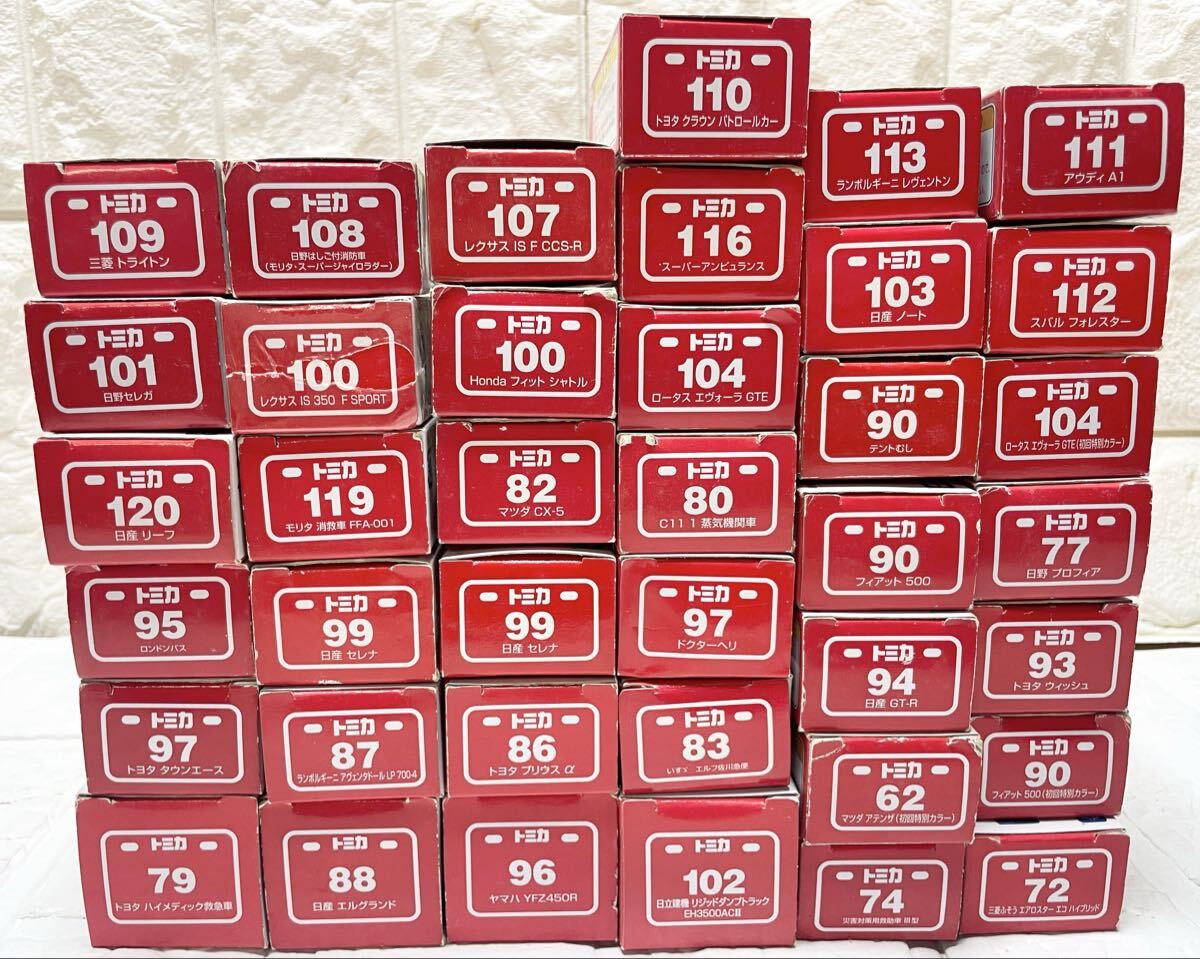 トミカ
110
トヨタ クラウン パトロールカー
トミカ
113
ランボルギーニ レヴェントン
トミカ
111
アウディ A1
トミカ
109
三菱 トライトン
トミカ
108
日野はしご付消防車
(モリタ・スーパージャイロラダー)
トミカ
107
レクサス IS F CCS-R
トミカ
116
スーパーアンビュランス
トミカ
103
日産 ノート
トミカ
112
スバル フォレスター
トミカ
101
日野セレガ
トミカ
100
レクサス IS 350 F SPORT
トミカ
100
Honda フィット シャトル
トミカ
104
ロータス エヴォーラ GTE
トミカ
90
テントむし
トミカ
104
ロータス エヴォーラ GTE(初回特別カラー)
トミカ
120
日産 リーフ
トミカ
119
モリタ 消救車 FFA-001
トミカ
82
マツダ CX-5
トミカ
80
C11 1 蒸気機関車
トミカ
90
フィアット 500
トミカ
77
日野 プロフィア
トミカ
95
ロンドンバス
トミカ
99
日産 セレナ
トミカ
99
日産 セレナ
トミカ
97
ドクターヘリ
トミカ
94
日産 GT-R
トミカ
93
トヨタ ウィッシュ
トミカ
97
トヨタ タウンエース
トミカ
87
ランボルギーニ アヴェンタドール LP 700-4
トミカ
86
トヨタ プリウス α
トミカ
83
いすゞ エルフ佐川急便
トミカ
62
マツダ アテンザ(初回特別カラー)
トミカ
90
フィアット 500(初回特別カラー)
トミカ
79
トヨタ ハイメディック救急車
トミカ
88
日産 エルグランド
トミカ
96
ヤマハ YFZ450R
トミカ
102
日立建機 リジッドダンプトラック
EH3500ACⅡ
トミカ
74
災害対策用救助車 Ⅲ型
トミカ
72
三菱ふそう エアロスター エコ ハイブリッド